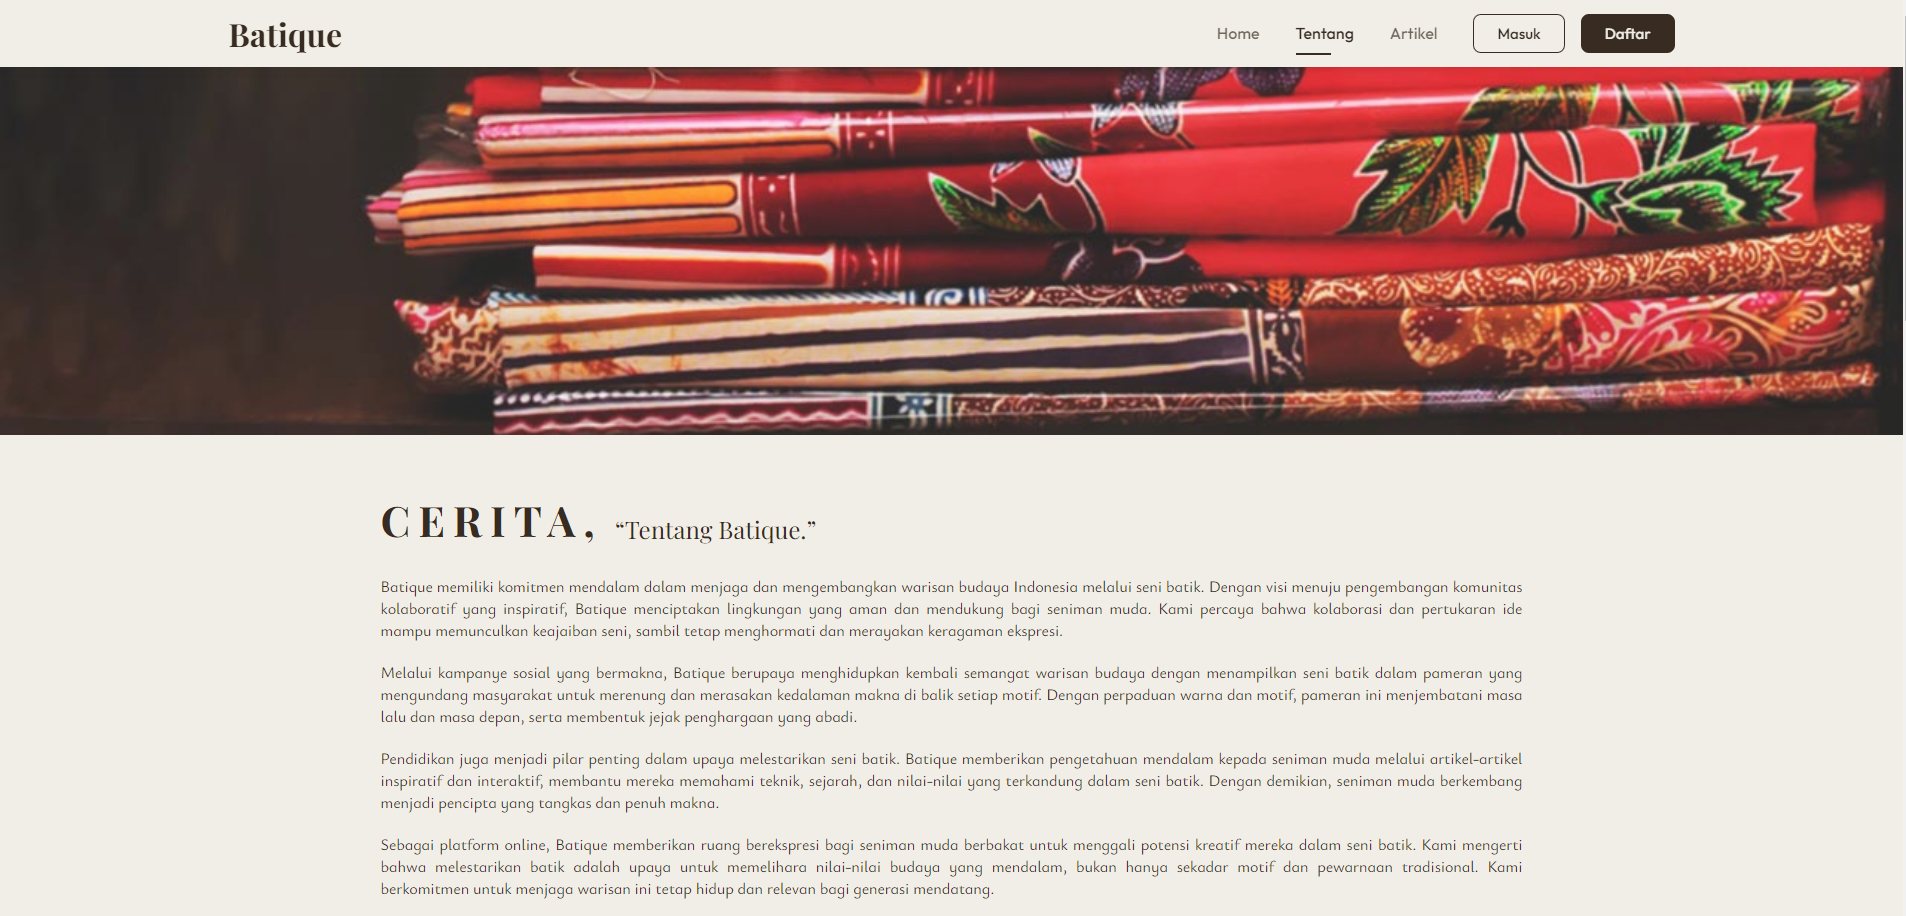 Batique
Home
Tentang
Artikel
Masuk
Daftar
CERITA, “Tentang Batique.”
Batique memiliki komitmen mendalam dalam menjaga dan mengembangkan warisan budaya Indonesia melalui seni batik. Dengan visi menuju pengembangan komunitas
kolaboratif yang inspiratif, Batique menciptakan lingkungan yang aman dan mendukung bagi seniman muda. Kami percaya bahwa kolaborasi dan pertukaran ide
mampu memunculkan keajaiban seni, sambil tetap menghormati dan merayakan keragaman ekspresi.
Melalui kampanye sosial yang bermakna, Batique berupaya menghidupkan kembali semangat warisan budaya dengan menampilkan seni batik dalam pameran yang
mengundang masyarakat untuk merenung dan merasakan kedalaman makna di balik setiap motif. Dengan perpaduan warna dan motif, pameran ini menjembatani masa
lalu dan masa depan, serta membentuk jejak penghargaan yang abadi.
Pendidikan juga menjadi pilar penting dalam upaya melestarikan seni batik. Batique memberikan pengetahuan mendalam kepada seniman muda melalui artikel-artikel
inspiratif dan interaktif, membantu mereka memahami teknik, sejarah, dan nilai-nilai yang terkandung dalam seni batik. Dengan demikian, seniman muda berkembang
menjadi pencipta yang tangkas dan penuh makna.
Sebagai platform online, Batique memberikan ruang berekspresi bagi seniman muda berbakat untuk menggali potensi kreatif mereka dalam seni batik. Kami mengerti
bahwa melestarikan batik adalah upaya untuk memelihara nilai-nilai budaya yang mendalam, bukan hanya sekadar motif dan pewarnaan tradisional. Kami
berkomitmen untuk menjaga warisan ini tetap hidup dan relevan bagi generasi mendatang.